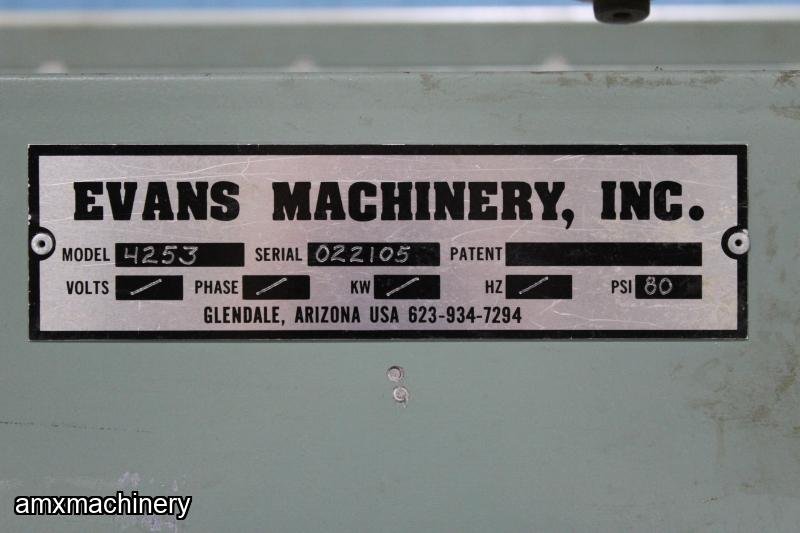 EVANS MACHINERY, INC.
MODEL 4253 SERIAL 022105 PATENT
VOLTS / PHASE / KW / HZ / PSI 80
GLENDALE, ARIZONA USA 623-934-7294
amxmachinery